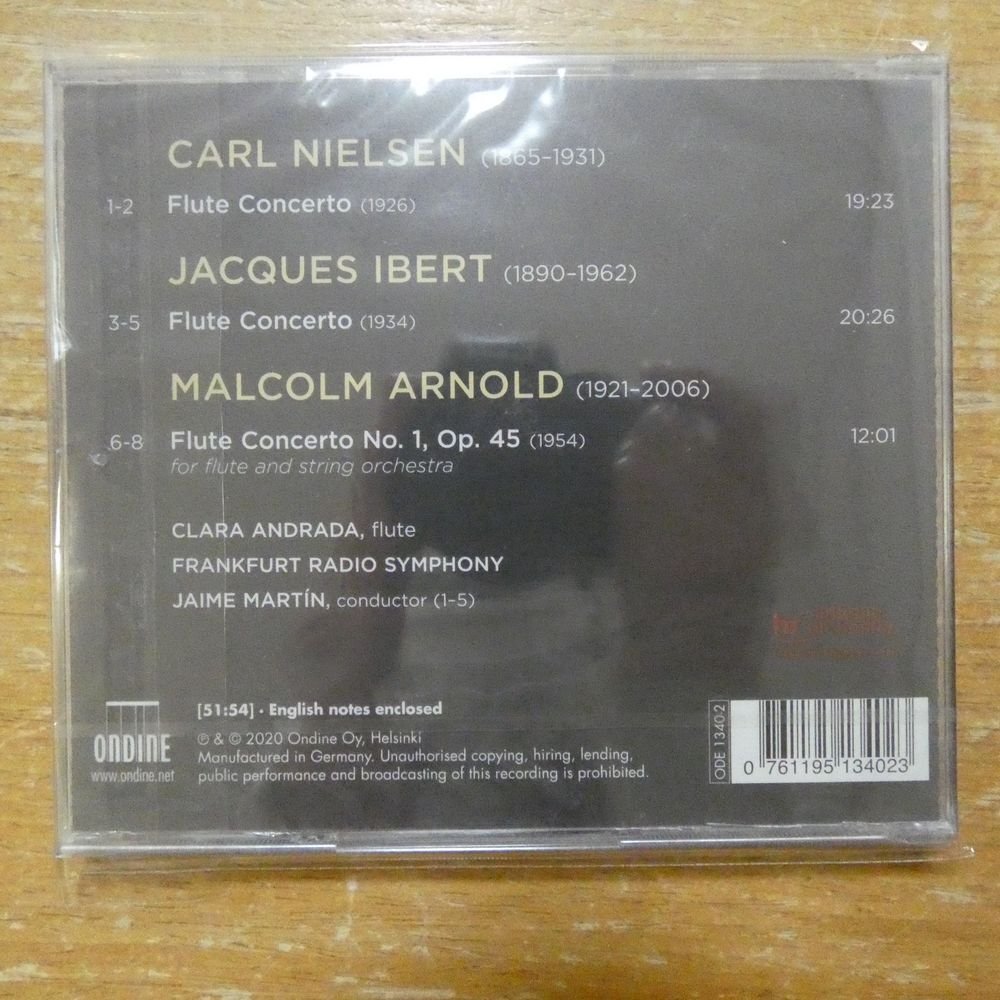 CARL NIELSEN (1865–1931)
1-2 Flute Concerto (1926) 19:23
JACQUES IBERT (1890–1962)
3-5 Flute Concerto (1934) 20:26
MALCOLM ARNOLD (1921–2006)
6-8 Flute Concerto No. 1, Op. 45 (1954) 12:01
for flute and string orchestra
CLARA ANDRADA, flute
FRANKFURT RADIO SYMPHONY
JAIME MARTÍN, conductor (1–5)
[51:54] · English notes enclosed
℗ & © 2020 Ondine Oy, Helsinki
Manufactured in Germany. Unauthorised copying, hiring, lending,
public performance and broadcasting of this recording is prohibited.
ONDINE
www.ondine.net
ODE 1340-2
0 761195 134023